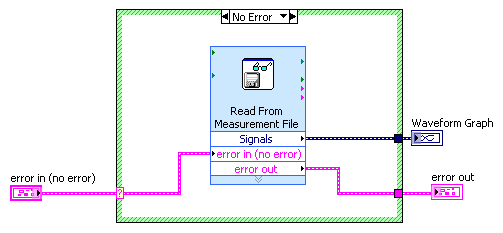 No Error
Read From
Measurement File
Signals
Waveform Graph
error in (no error)
error out
error in (no error)
error out
?